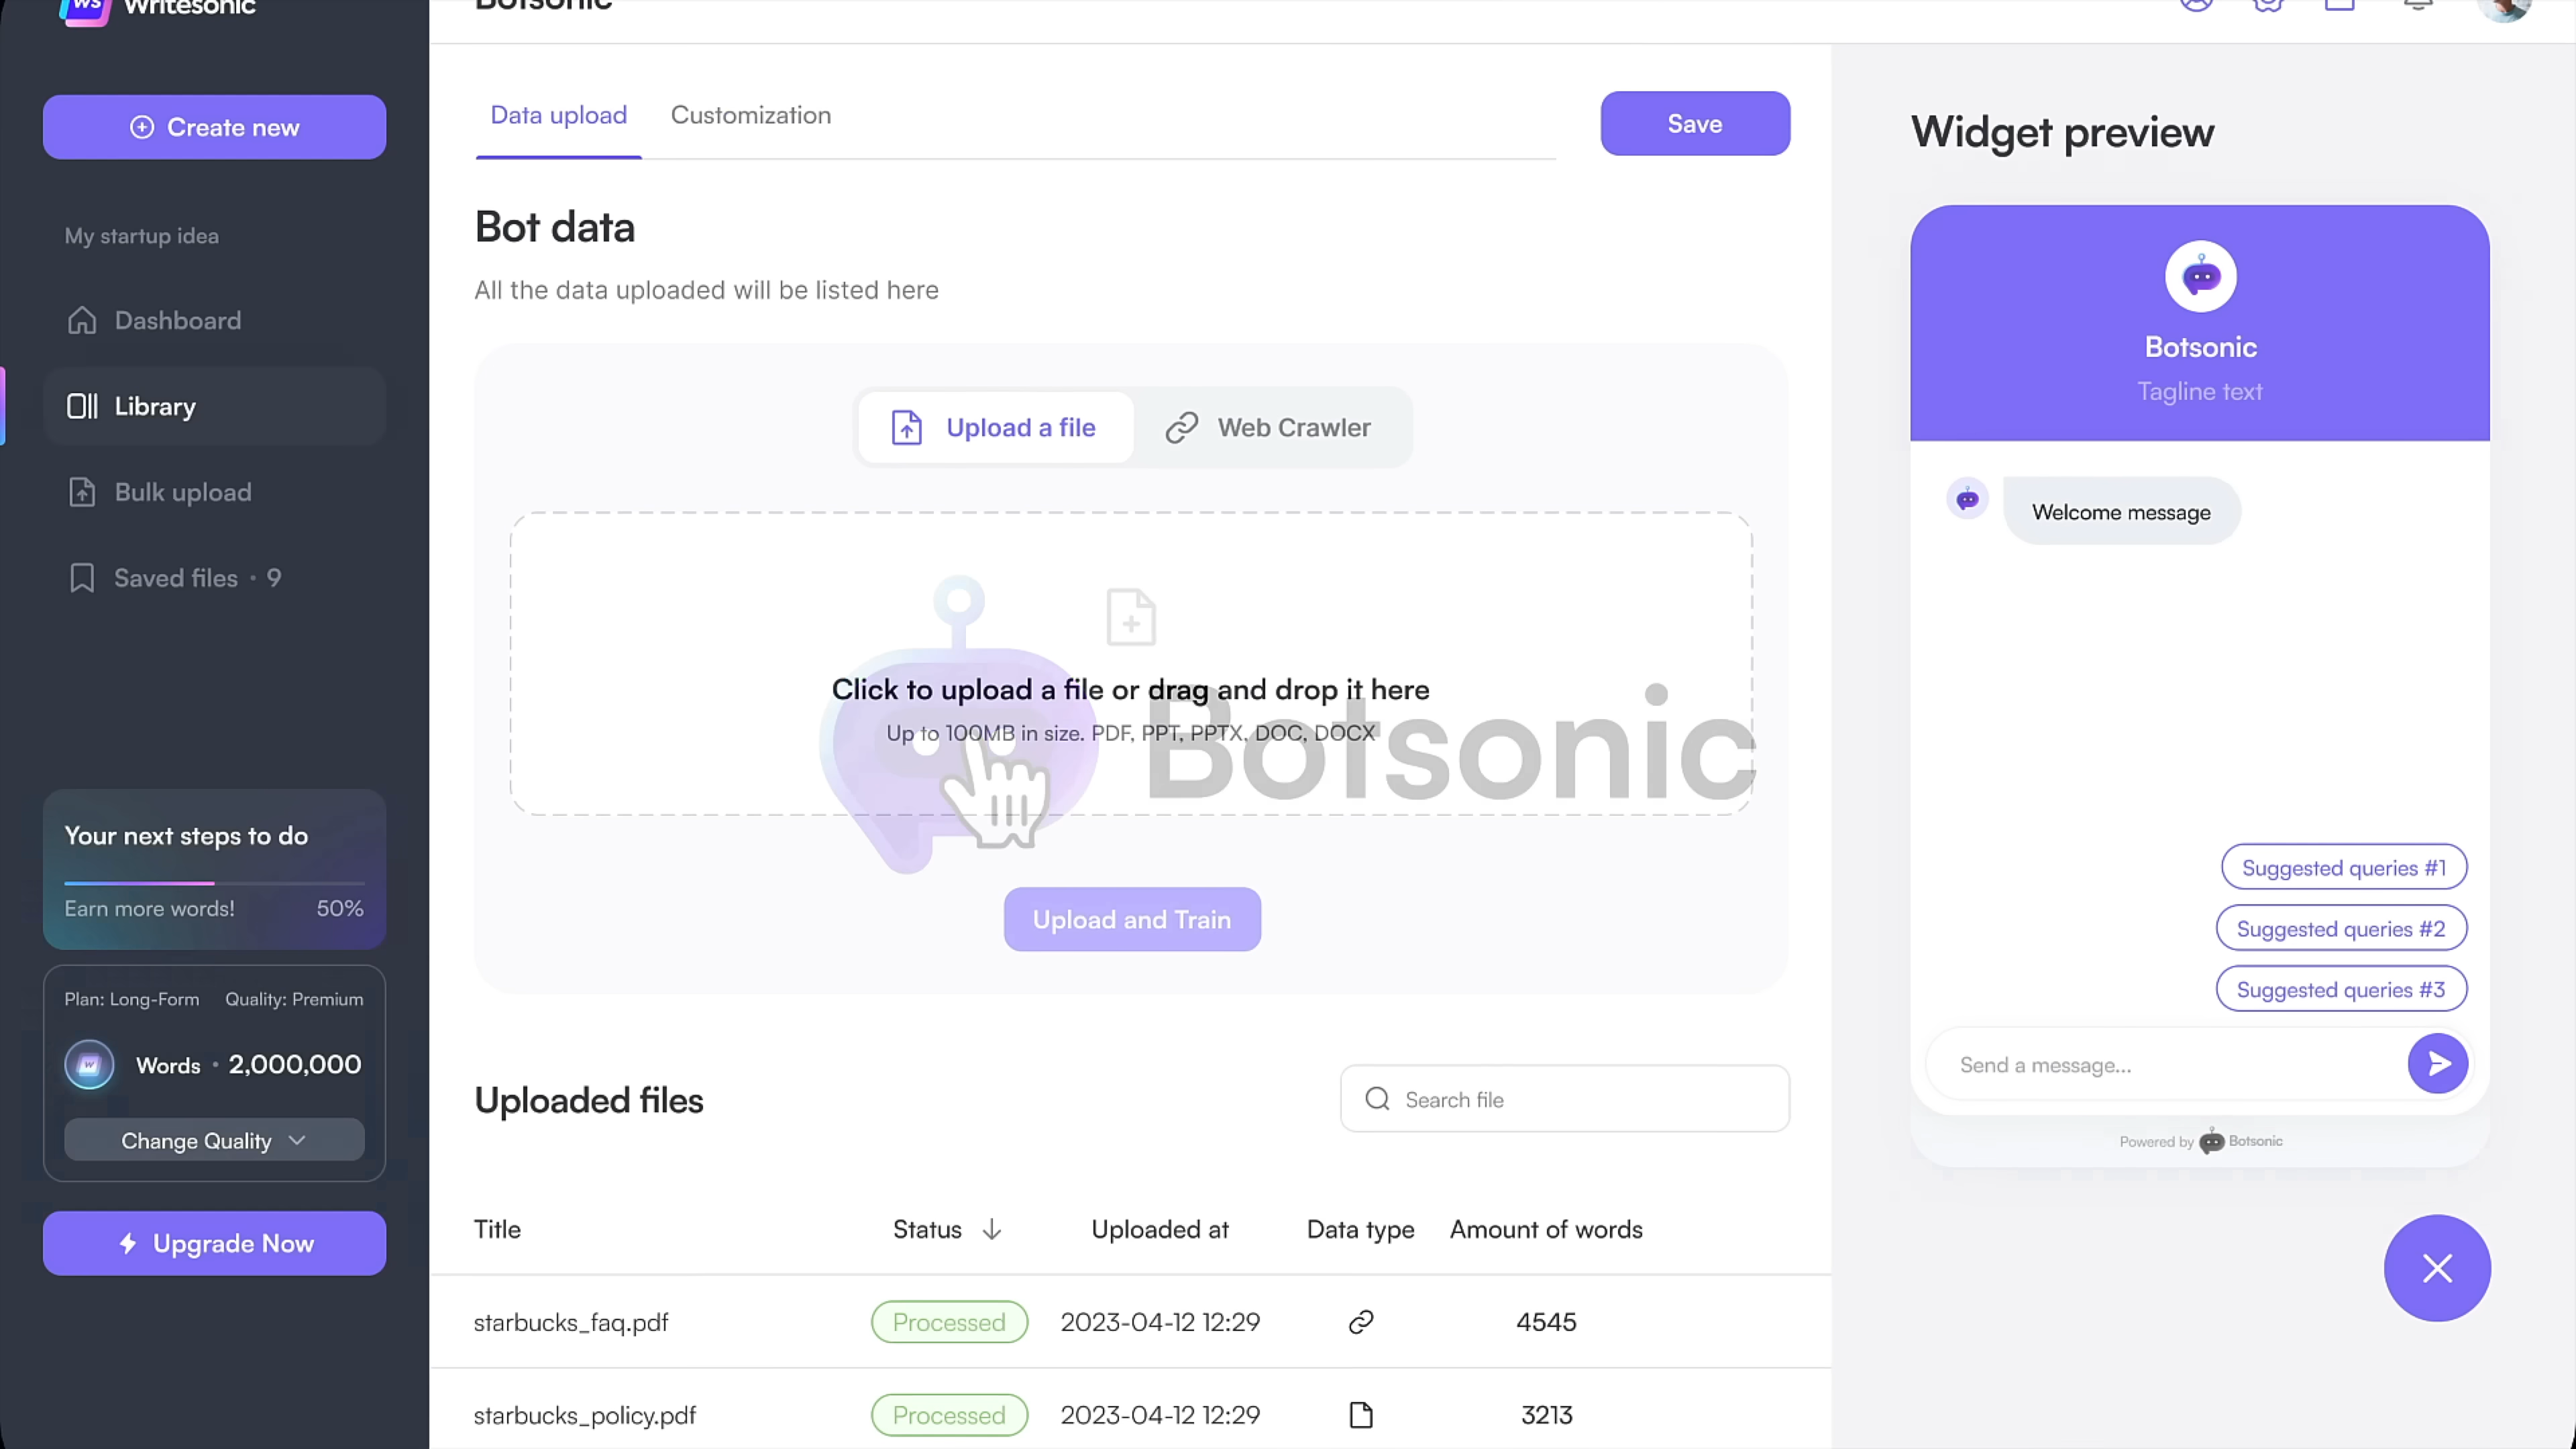 Writesonic
Create new
My startup idea
Dashboard
Library
Bulk upload
Saved files · 9
Your next steps to do
Earn more words! 50%
Plan: Long-Form Quality: Premium
Words · 2,000,000
Change Quality
Upgrade Now
Botsonic
Data upload Customization
Save
Bot data
All the data uploaded will be listed here
Upload a file Web Crawler
Click to upload a file or drag and drop it here
Up to 100MB in size. PDF, PPT, PPTX, DOC, DOCX
Botsonic
Upload and Train
Uploaded files
Search file
Title Status Uploaded at Data type Amount of words
starbucks_faq.pdf Processed 2023-04-12 12:29 4545
starbucks_policy.pdf Processed 2023-04-12 12:29 3213
Widget preview
Botsonic
Tagline text
Welcome message
Suggested queries #1
Suggested queries #2
Suggested queries #3
Send a message...
Powered by Botsonic